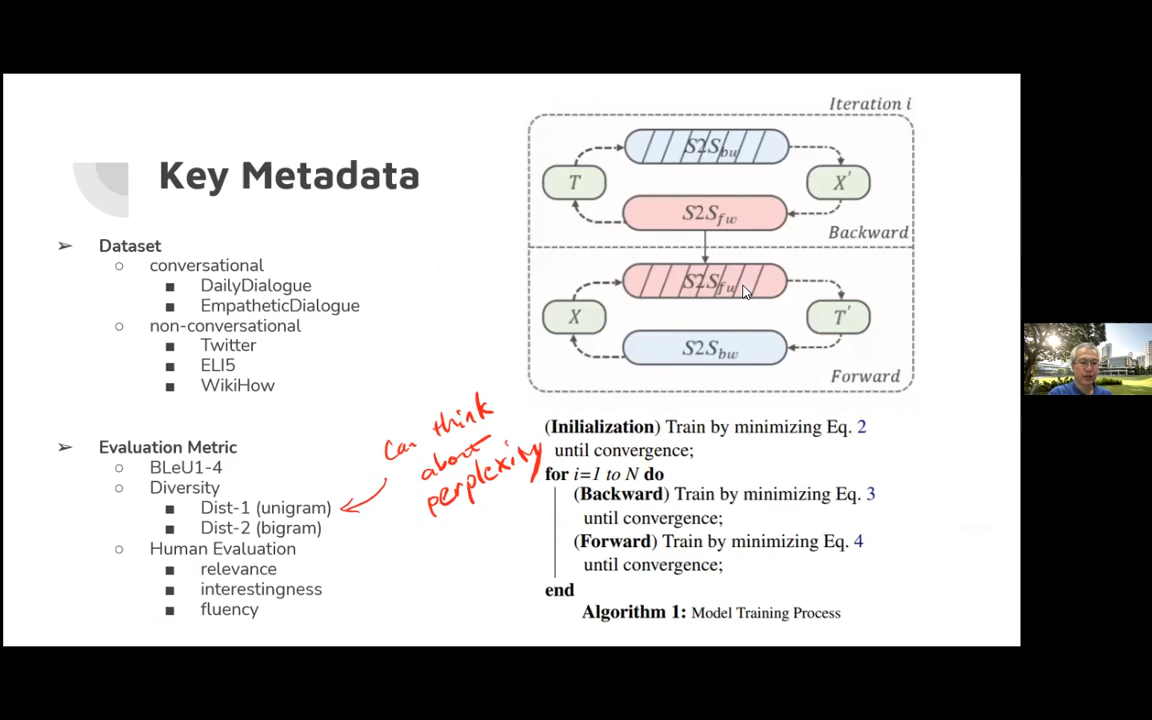 Key Metadata
➢ Dataset
○ conversational
■ DailyDialogue
■ EmpatheticDialogue
○ non-conversational
■ Twitter
■ ELI5
■ WikiHow
➢ Evaluation Metric
○ BLeU1-4
○ Diversity
■ Dist-1 (unigram)
■ Dist-2 (bigram)
○ Human Evaluation
■ relevance
■ interestingness
■ fluency
Can think
about
perplexity
Iteration i
S2S_bw
T
X'
S2S_fw
Backward
S2S_fw
X
T'
S2S_bw
Forward
(Inilialization) Train by minimizing Eq. 2
until convergence;
for i=1 to N do
(Backward) Train by minimizing Eq. 3
until convergence;
(Forward) Train by minimizing Eq. 4
until convergence;
end
Algorithm 1: Model Training Process